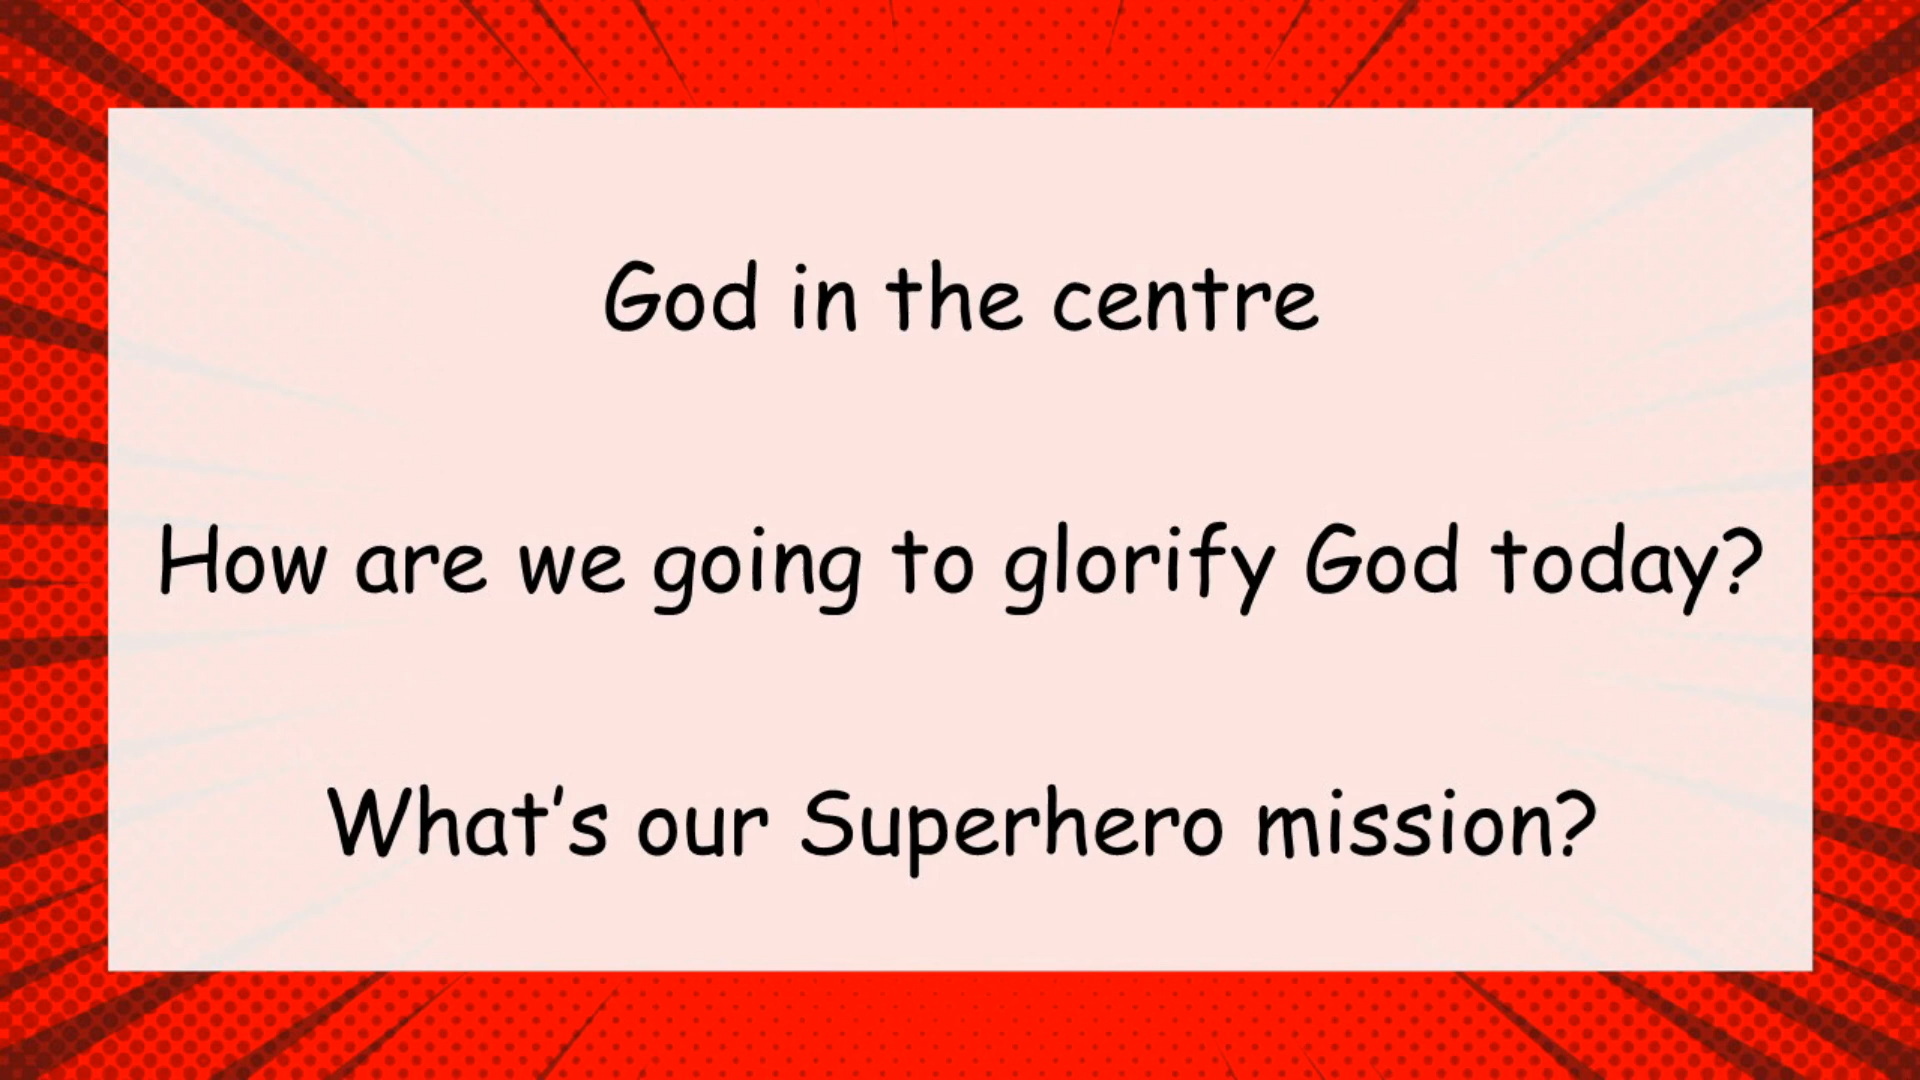 God in the centre
How are we going to glorify God today?
What's our Superhero mission?